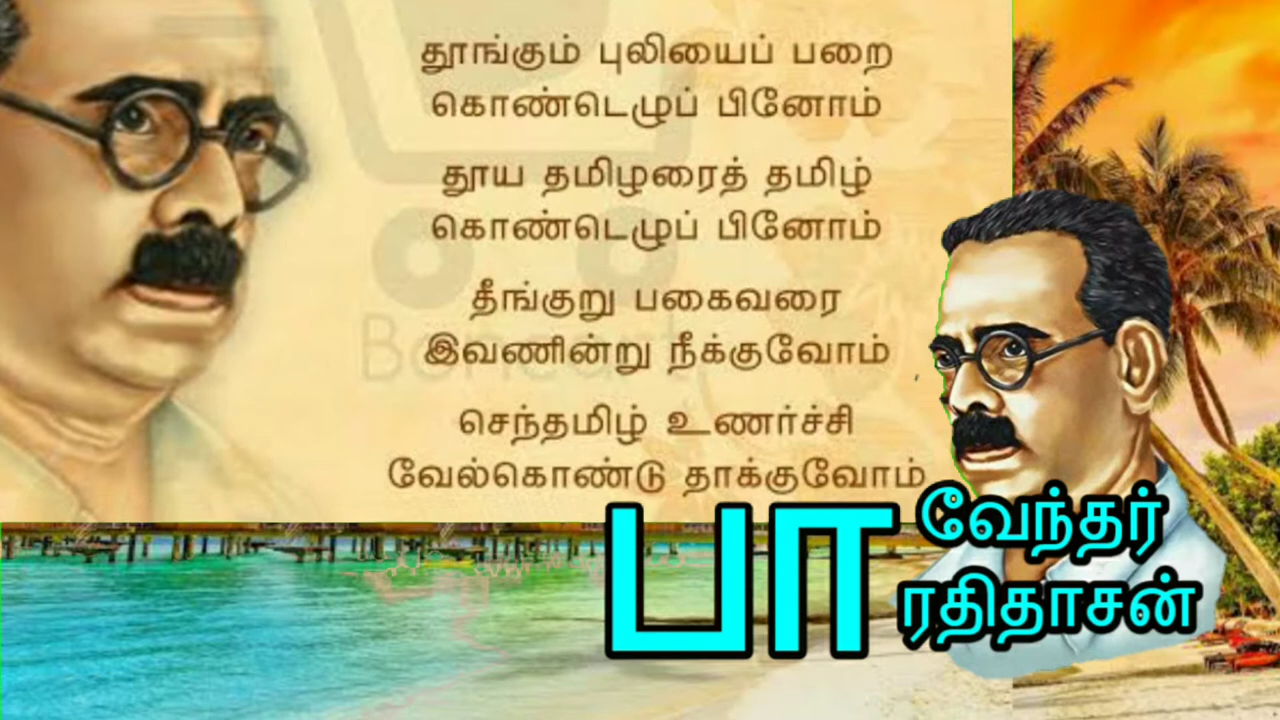 தூங்கும் புலியைப் பறை
கொண்டெழுப் பினோம்
தூய தமிழரைத் தமிழ்
கொண்டெழுப் பினோம்
தீங்குறு பகைவரை
இவணின்று நீக்குவோம்
செந்தமிழ் உணர்ச்சி
வேல்கொண்டு தாக்குவோம்
பா வேந்தர்
ரதிதாசன்